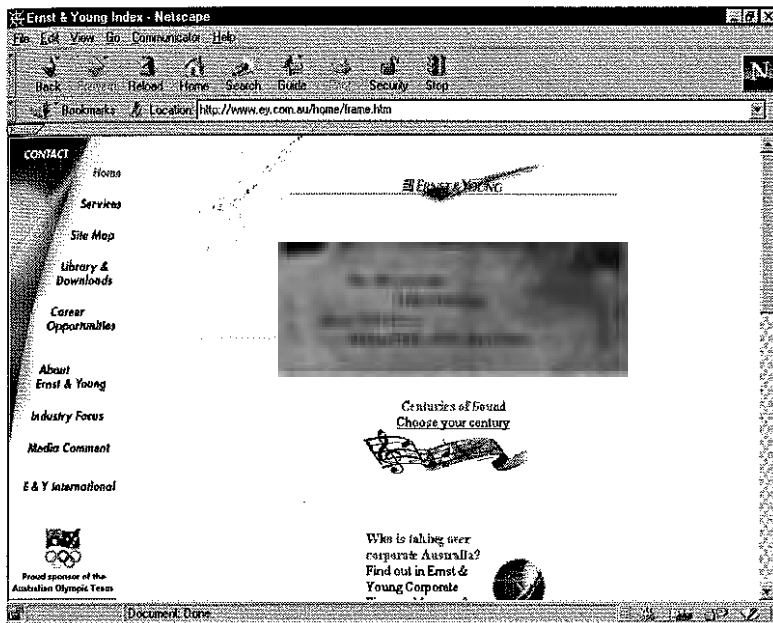 Ernst & Young Index - Netscape
File Edit View Go Communicator Help
Back Reload Home Search Guide Security Stop
Bookmarks Location: http://www.ey.com.au/home/frame.htm
CONTACT
Home
Services
Site Map
Library &
Downloads
Career
Opportunities
About
Ernst & Young
Industry Focus
Media Comment
E & Y International
Proud sponsor of the
Australian Olympic Team
ERNST & YOUNG
Centuries of Sound
Choose your century
Who is taking over
corporate Australia?
Find out in Ernst &
Young Corporate
Document: Done